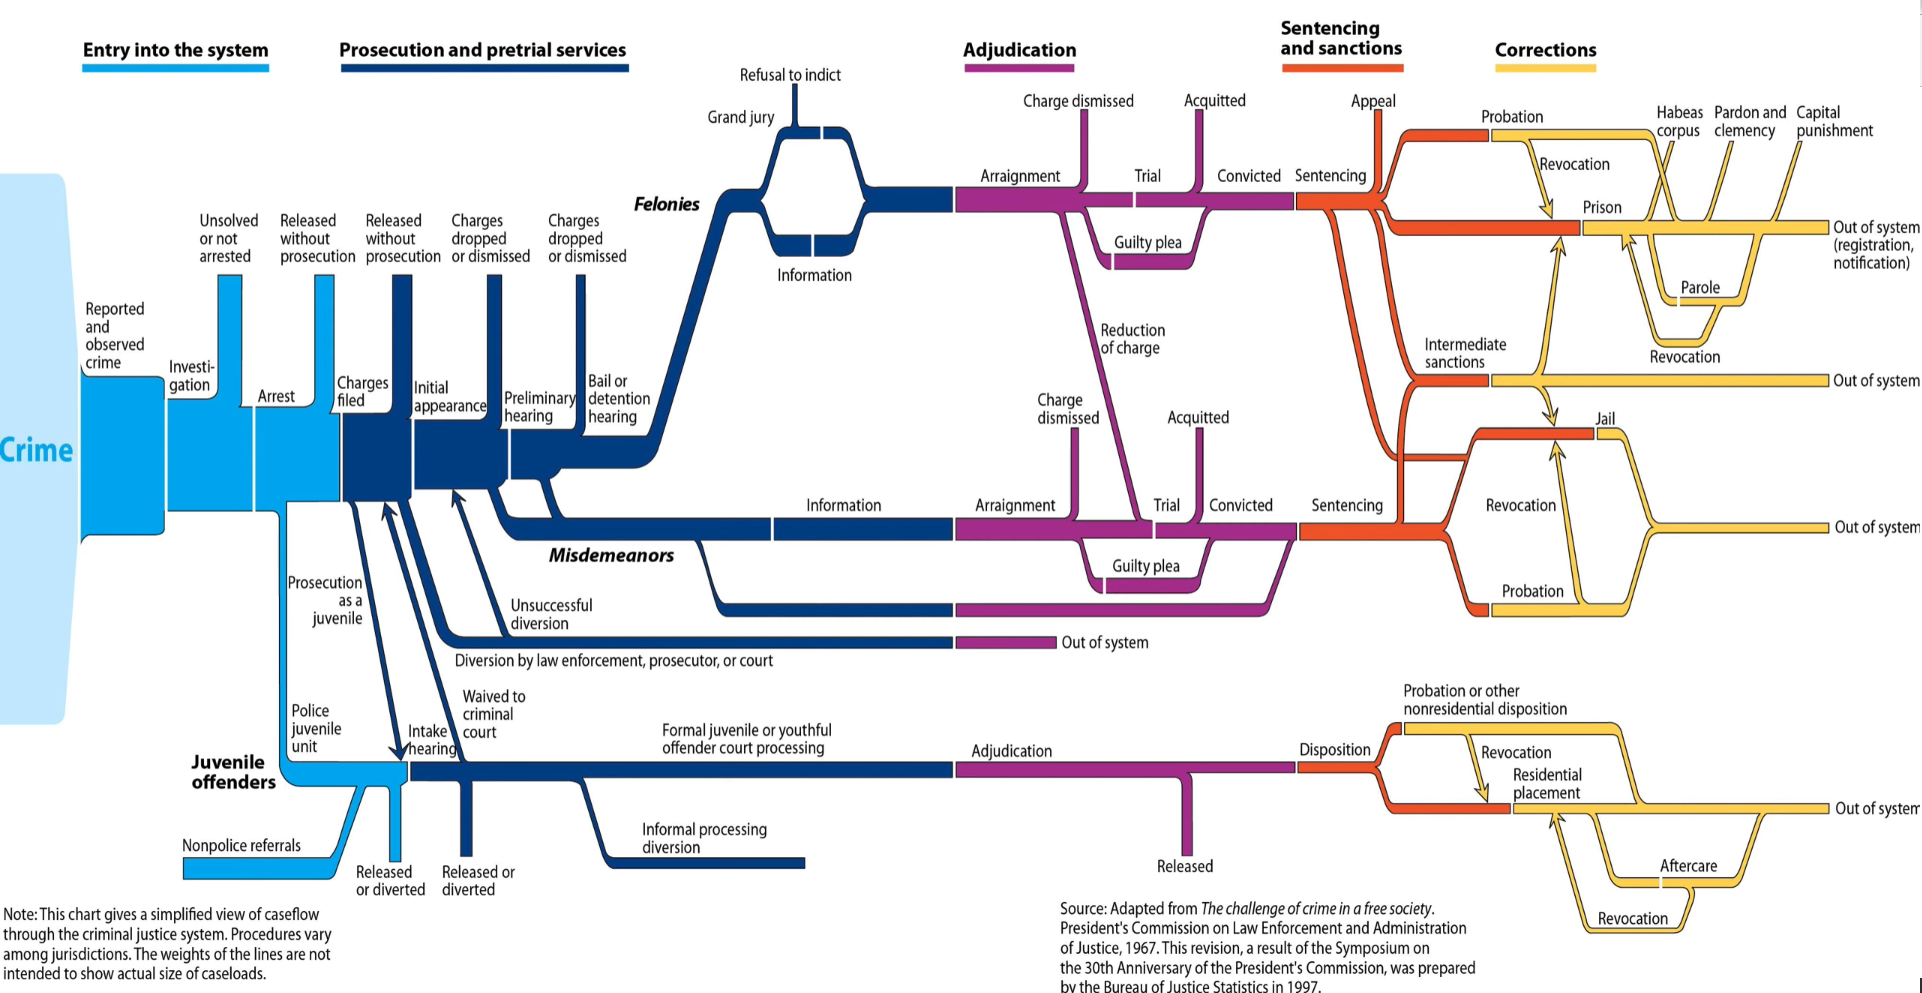 Entry into the system
Prosecution and pretrial services
Adjudication
Sentencing
and sanctions
Corrections
Refusal to indict
Grand jury
Felonies
Information
Unsolved
or not
arrested
Released
without
prosecution
Released
without
prosecution
Charges
dropped
or dismissed
Charges
dropped
or dismissed
Reported
and
observed
crime
Investi-
gation
Arrest
Charges
filed
Initial
appearance
Preliminary
hearing
Bail or
detention
hearing
Crime
Charge dismissed
Acquitted
Arraignment
Trial
Convicted
Guilty plea
Reduction
of charge
Appeal
Sentencing
Probation
Revocation
Prison
Habeas
corpus
Pardon and
clemency
Capital
punishment
Out of system
(registration,
notification)
Parole
Revocation
Intermediate
sanctions
Out of system
Misdemeanors
Information
Charge
dismissed
Acquitted
Arraignment
Trial
Convicted
Guilty plea
Sentencing
Jail
Revocation
Probation
Out of system
Unsuccessful
diversion
Out of system
Diversion by law enforcement, prosecutor, or court
Prosecution
as a
juvenile
Waived to
criminal
court
Police
juvenile
unit
Intake
hearing
Juvenile
offenders
Formal juvenile or youthful
offender court processing
Adjudication
Disposition
Probation or other
nonresidential disposition
Revocation
Residential
placement
Out of system
Nonpolice referrals
Released
or diverted
Released or
diverted
Informal processing
diversion
Released
Aftercare
Revocation
Note: This chart gives a simplified view of caseflow
through the criminal justice system. Procedures vary
among jurisdictions. The weights of the lines are not
intended to show actual size of caseloads.
Source: Adapted from The challenge of crime in a free society.
President's Commission on Law Enforcement and Administration
of Justice, 1967. This revision, a result of the Symposium on
the 30th Anniversary of the President's Commission, was prepared
by the Bureau of Justice Statistics in 1997.